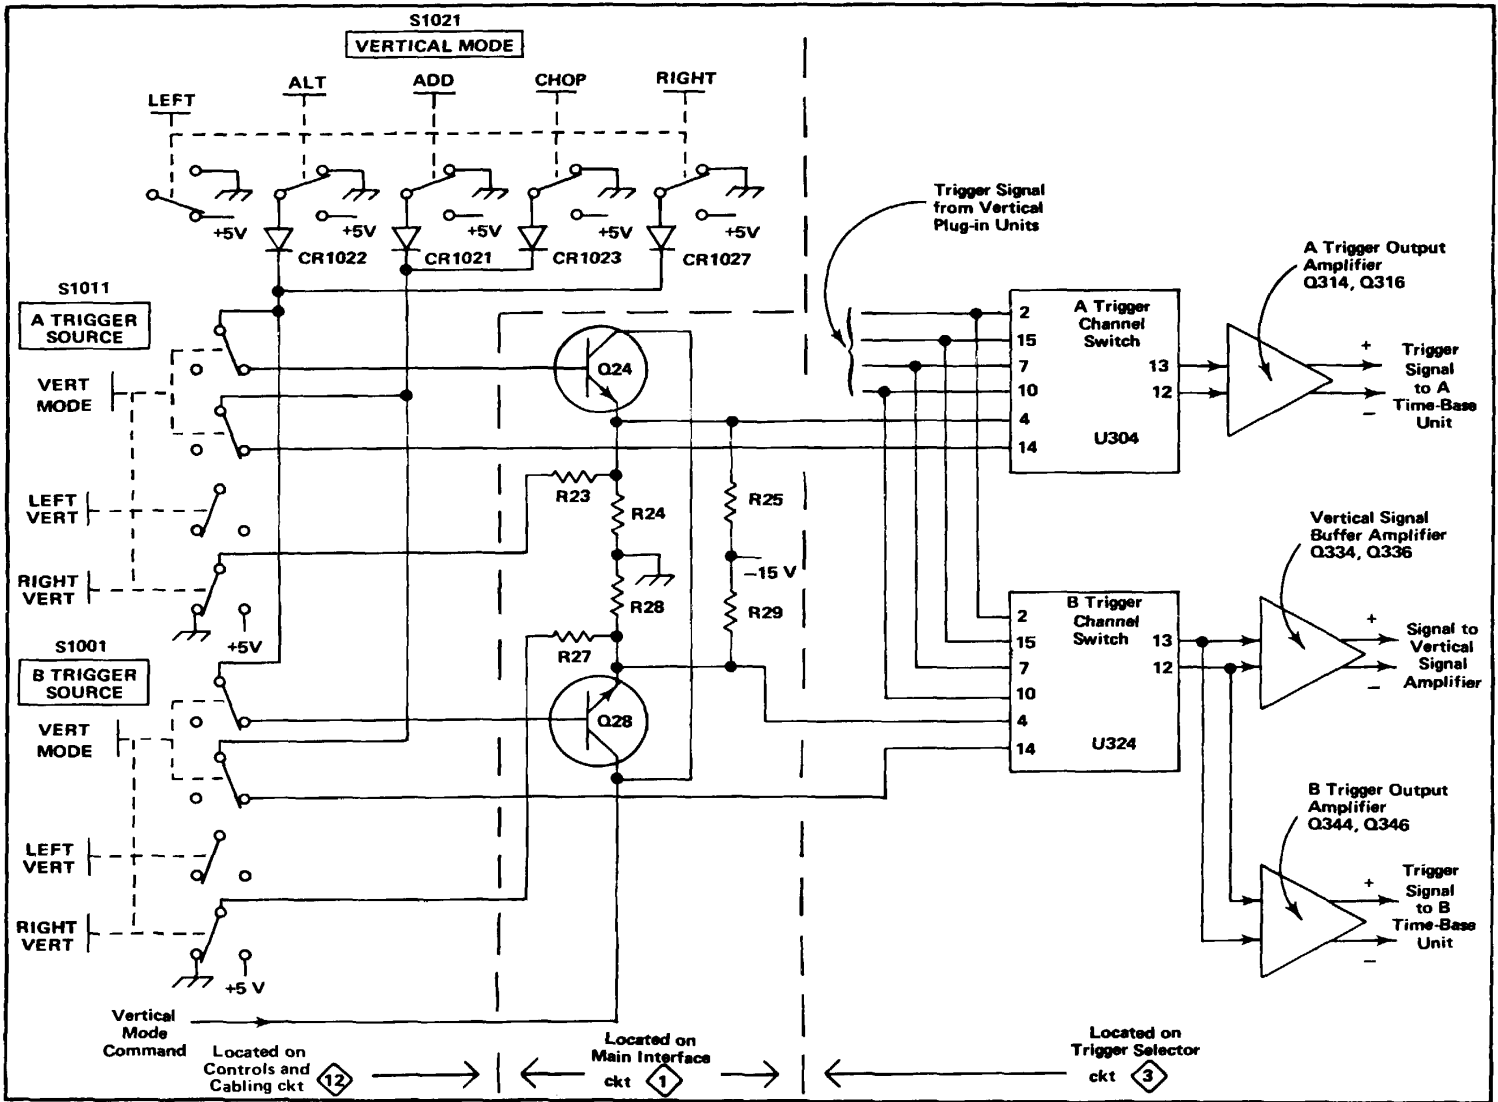 S1021
VERTICAL MODE
LEFT
ALT
ADD
CHOP
RIGHT
+5V
+5V
+5V
+5V
+5V
CR1022
CR1021
CR1023
CR1027
S1011
A TRIGGER
SOURCE
VERT
MODE
LEFT
VERT
RIGHT
VERT
+5V
S1001
B TRIGGER
SOURCE
VERT
MODE
LEFT
VERT
RIGHT
VERT
+5 V
Vertical
Mode
Command
Located on
Controls and
Cabling ckt
12
Q24
R23
R24
R25
−15 V
R28
R29
R27
Q28
Located on
Main Interface
ckt
1
Trigger Signal
from Vertical
Plug-in Units
2
15
7
10
4
14
A Trigger
Channel
Switch
13
12
U304
A Trigger Output
Amplifier
Q314, Q316
+
−
Trigger
Signal
to A
Time-Base
Unit
2
15
7
10
4
14
B Trigger
Channel
Switch
13
12
U324
Vertical Signal
Buffer Amplifier
Q334, Q336
+
−
Signal to
Vertical
Signal
Amplifier
B Trigger Output
Amplifier
Q344, Q346
+
−
Trigger
Signal
to B
Time-Base
Unit
Located on
Trigger Selector
ckt
3